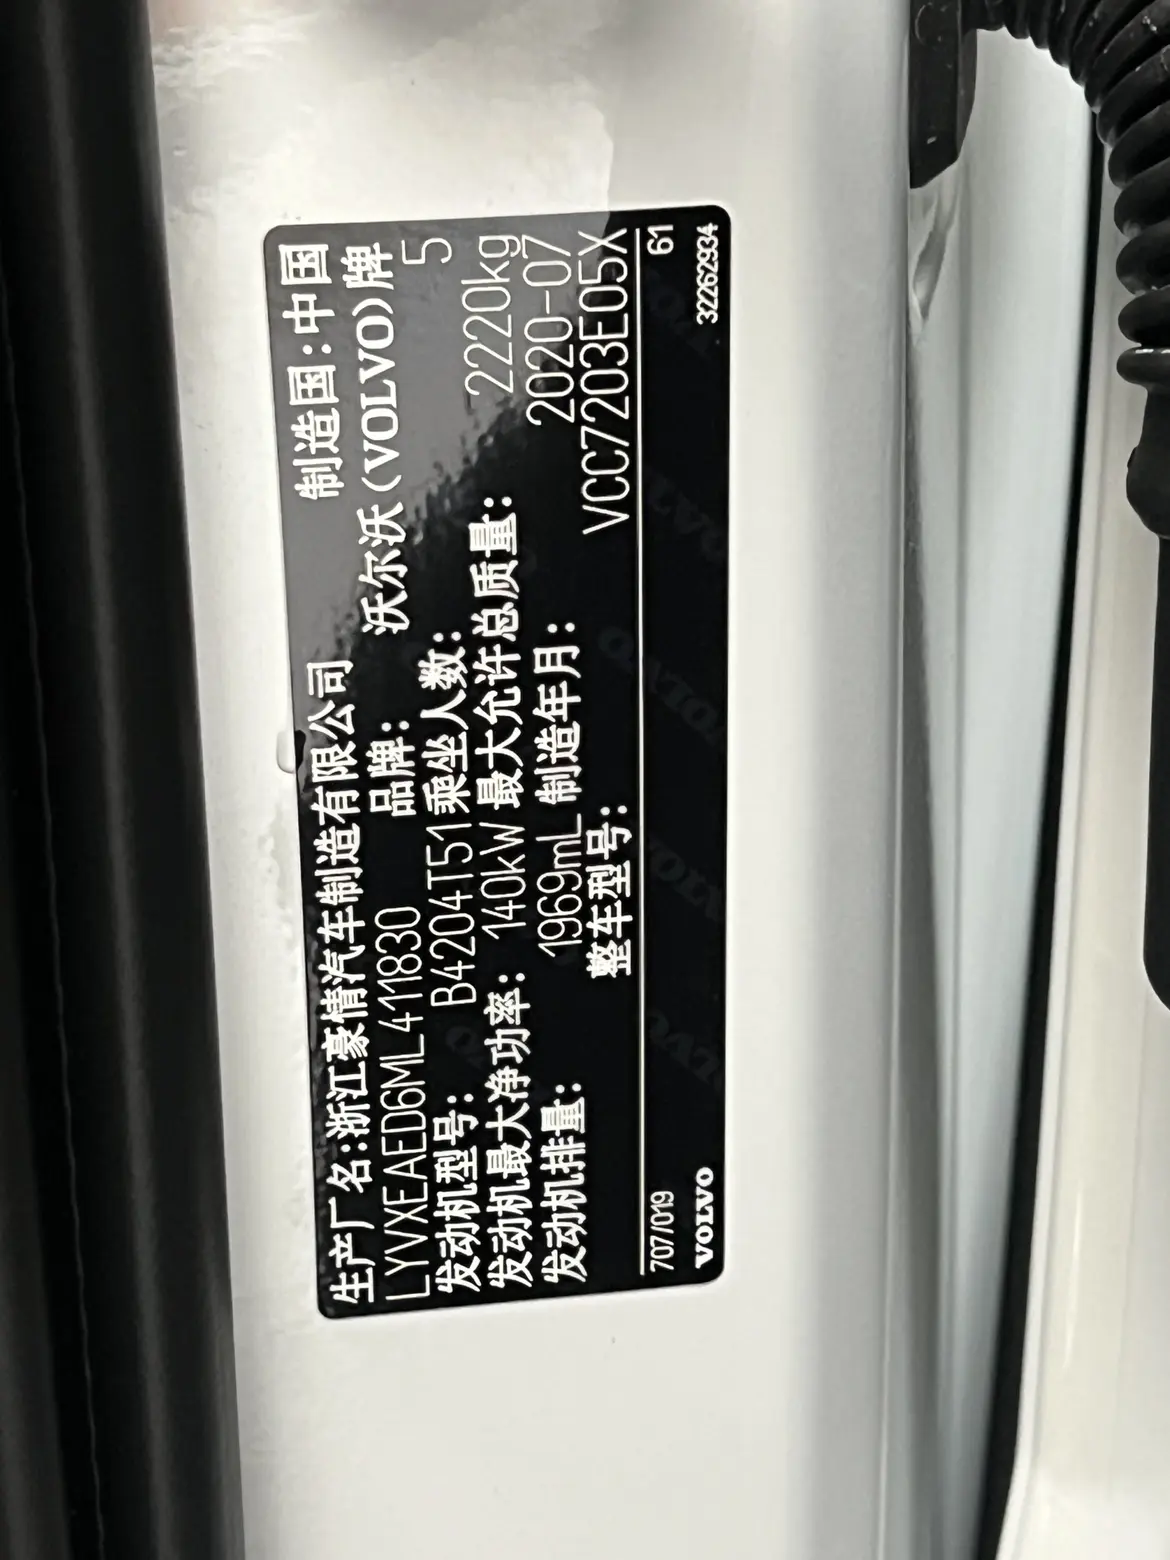 生产厂名:浙江豪情汽车制造有限公司 制造国:中国
LYVXEAED6ML411830 品牌: 沃尔沃(VOLVO)牌
发动机型号: B4204T51 乘坐人数: 5
发动机最大净功率: 140kW 最大允许总质量: 2220kg
发动机排量: 1969mL 制造年月: 2020-07
整车型号: VCC7203E05X
707/019 61
VOLVO 32262934